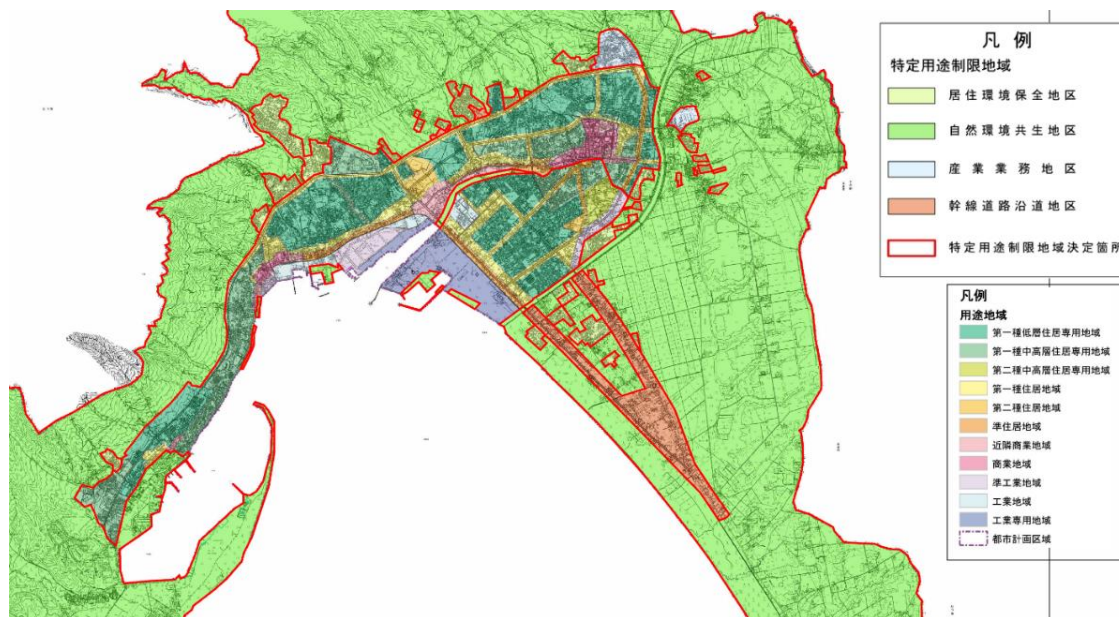 凡例
特定用途制限地域
居住環境保全地区
自然環境共生地区
産業業務地区
幹線道路沿道地区
特定用途制限地域決定箇所
凡例
用途地域
第一種低層住居専用地域
第一種中高層住居専用地域
第二種中高層住居専用地域
第一種住居地域
第二種住居地域
準住居地域
近隣商業地域
商業地域
準工業地域
工業地域
工業専用地域
都市計画区域